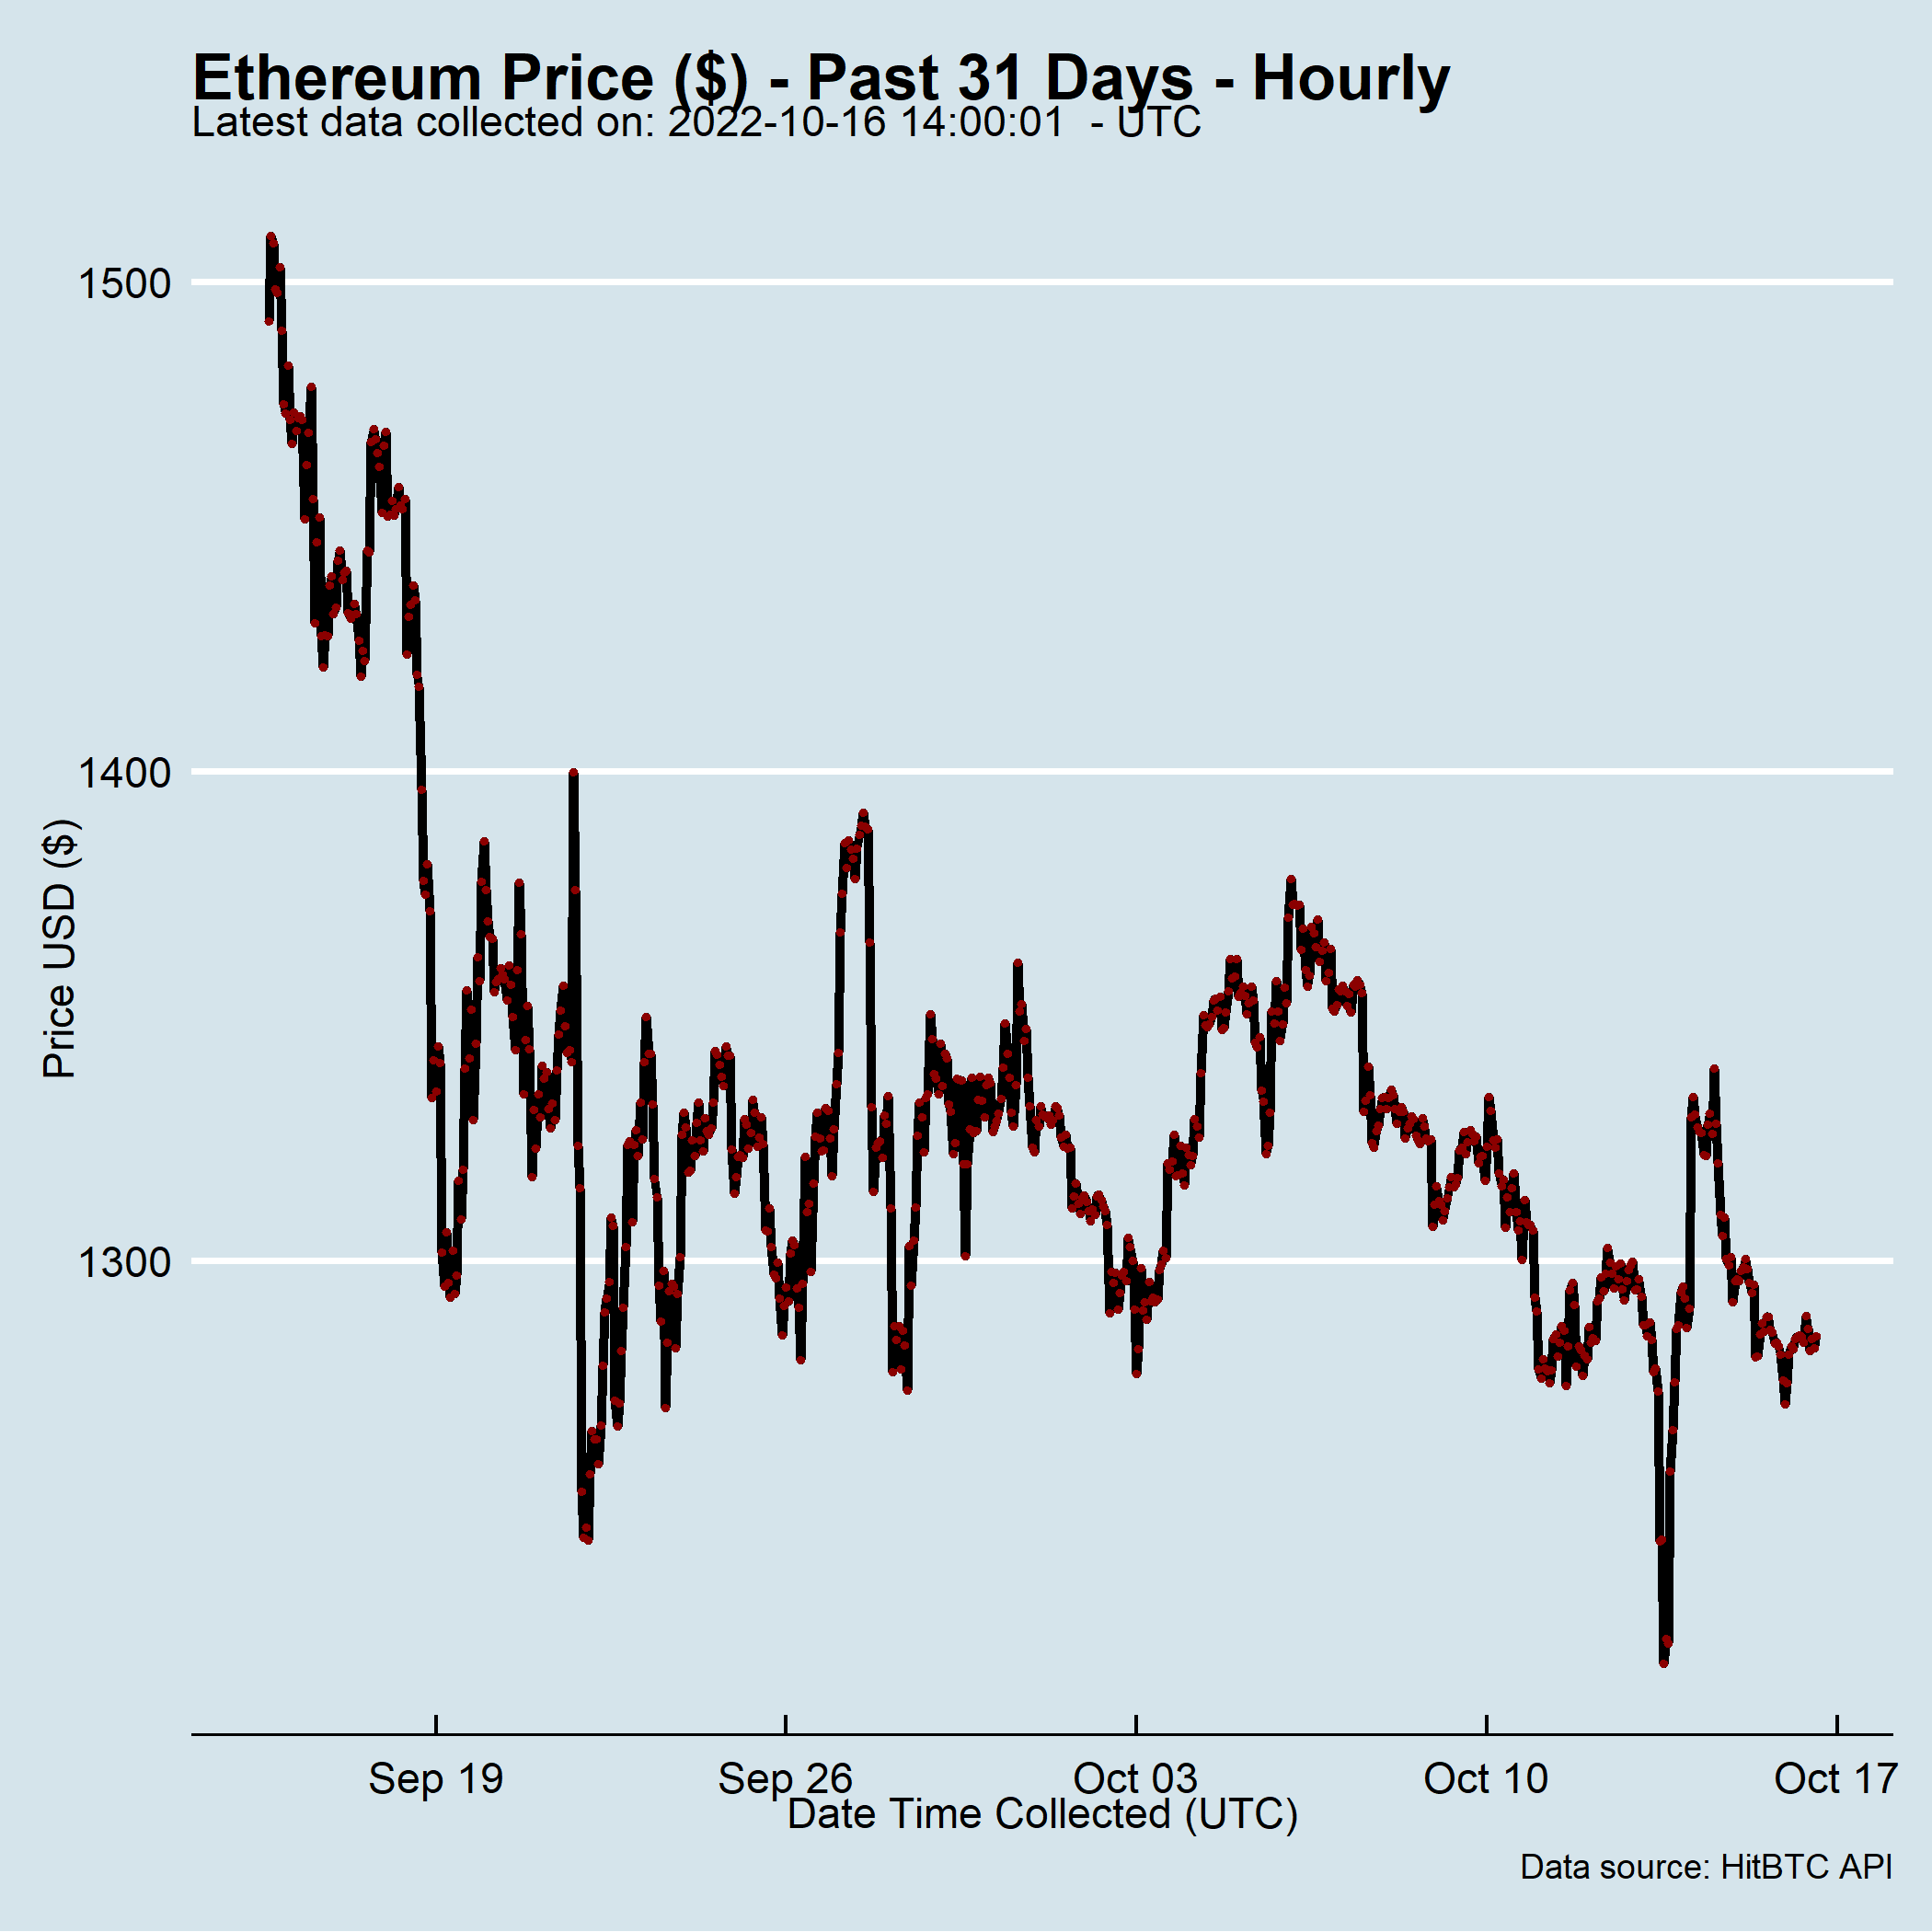 Ethereum Price ($) - Past 31 Days - Hourly
Latest data collected on: 2022-10-16 14:00:01  - UTC
1500
1400
1300
Price USD ($)
Sep 19
Sep 26
Oct 03
Oct 10
Oct 17
Date Time Collected (UTC)
Data source: HitBTC API